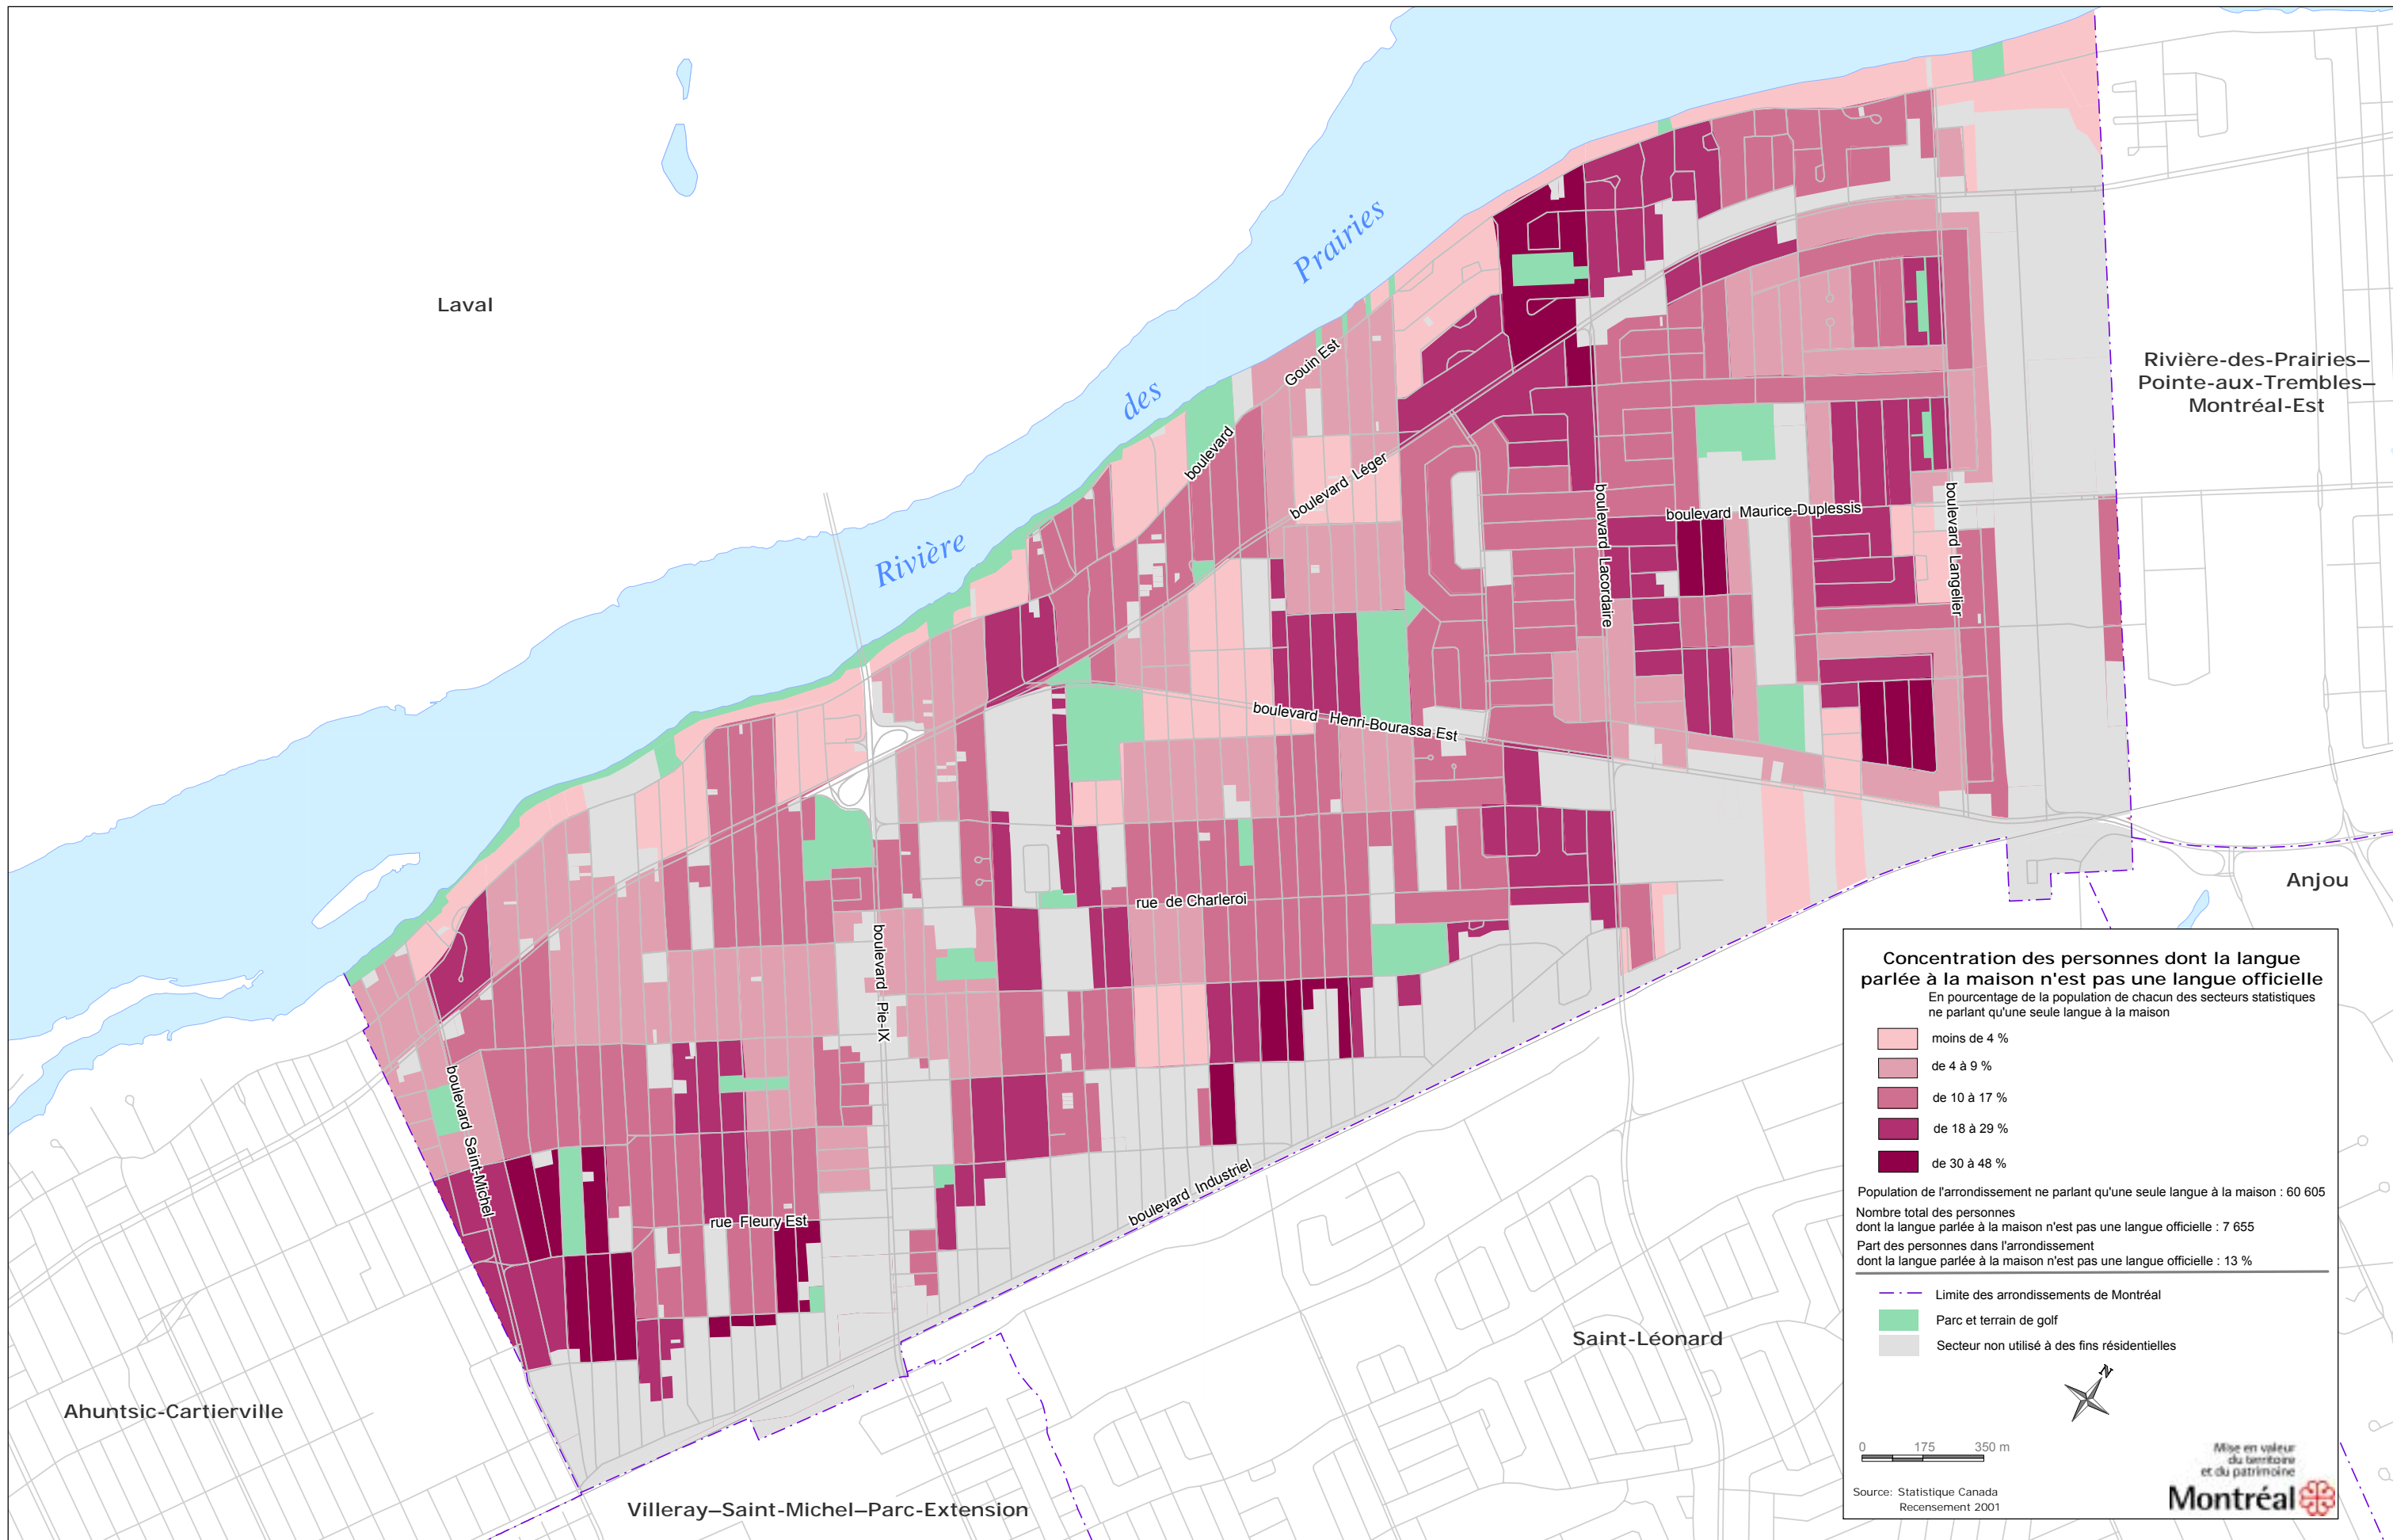 Laval
Rivière
des
Prairies
Rivière-des-Prairies–
Pointe-aux-Trembles–
Montréal-Est
boulevard
Gouin Est
boulevard Léger
boulevard Maurice-Duplessis
boulevard Lacordaire
boulevard Langelier
boulevard Henri-Bourassa Est
rue de Charleroi
boulevard Pie-IX
boulevard Saint-Michel
rue Fleury Est
boulevard Industriel
Anjou
Saint-Léonard
Ahuntsic-Cartierville
Villeray–Saint-Michel–Parc-Extension
Concentration des personnes dont la langue
parlée à la maison n'est pas une langue officielle
En pourcentage de la population de chacun des secteurs statistiques
ne parlant qu'une seule langue à la maison
moins de 4 %
de 4 à 9 %
de 10 à 17 %
de 18 à 29 %
de 30 à 48 %
Population de l'arrondissement ne parlant qu'une seule langue à la maison : 60 605
Nombre total des personnes
dont la langue parlée à la maison n'est pas une langue officielle : 7 655
Part des personnes dans l'arrondissement
dont la langue parlée à la maison n'est pas une langue officielle : 13 %
Limite des arrondissements de Montréal
Parc et terrain de golf
Secteur non utilisé à des fins résidentielles
N
0 175 350 m
Source: Statistique Canada
Recensement 2001
Mise en valeur
du territoire
et du patrimoine
Montréal